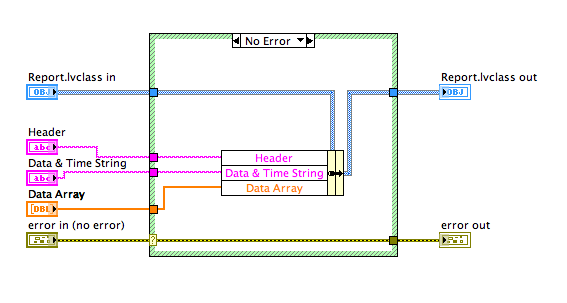 No Error
Report.lvclass in
Report.lvclass out
OBJ
OBJ
Header
abc
Header
Data & Time String
Data & Time String
abc
Data Array
Data Array
DBL
error in (no error)
error out
?